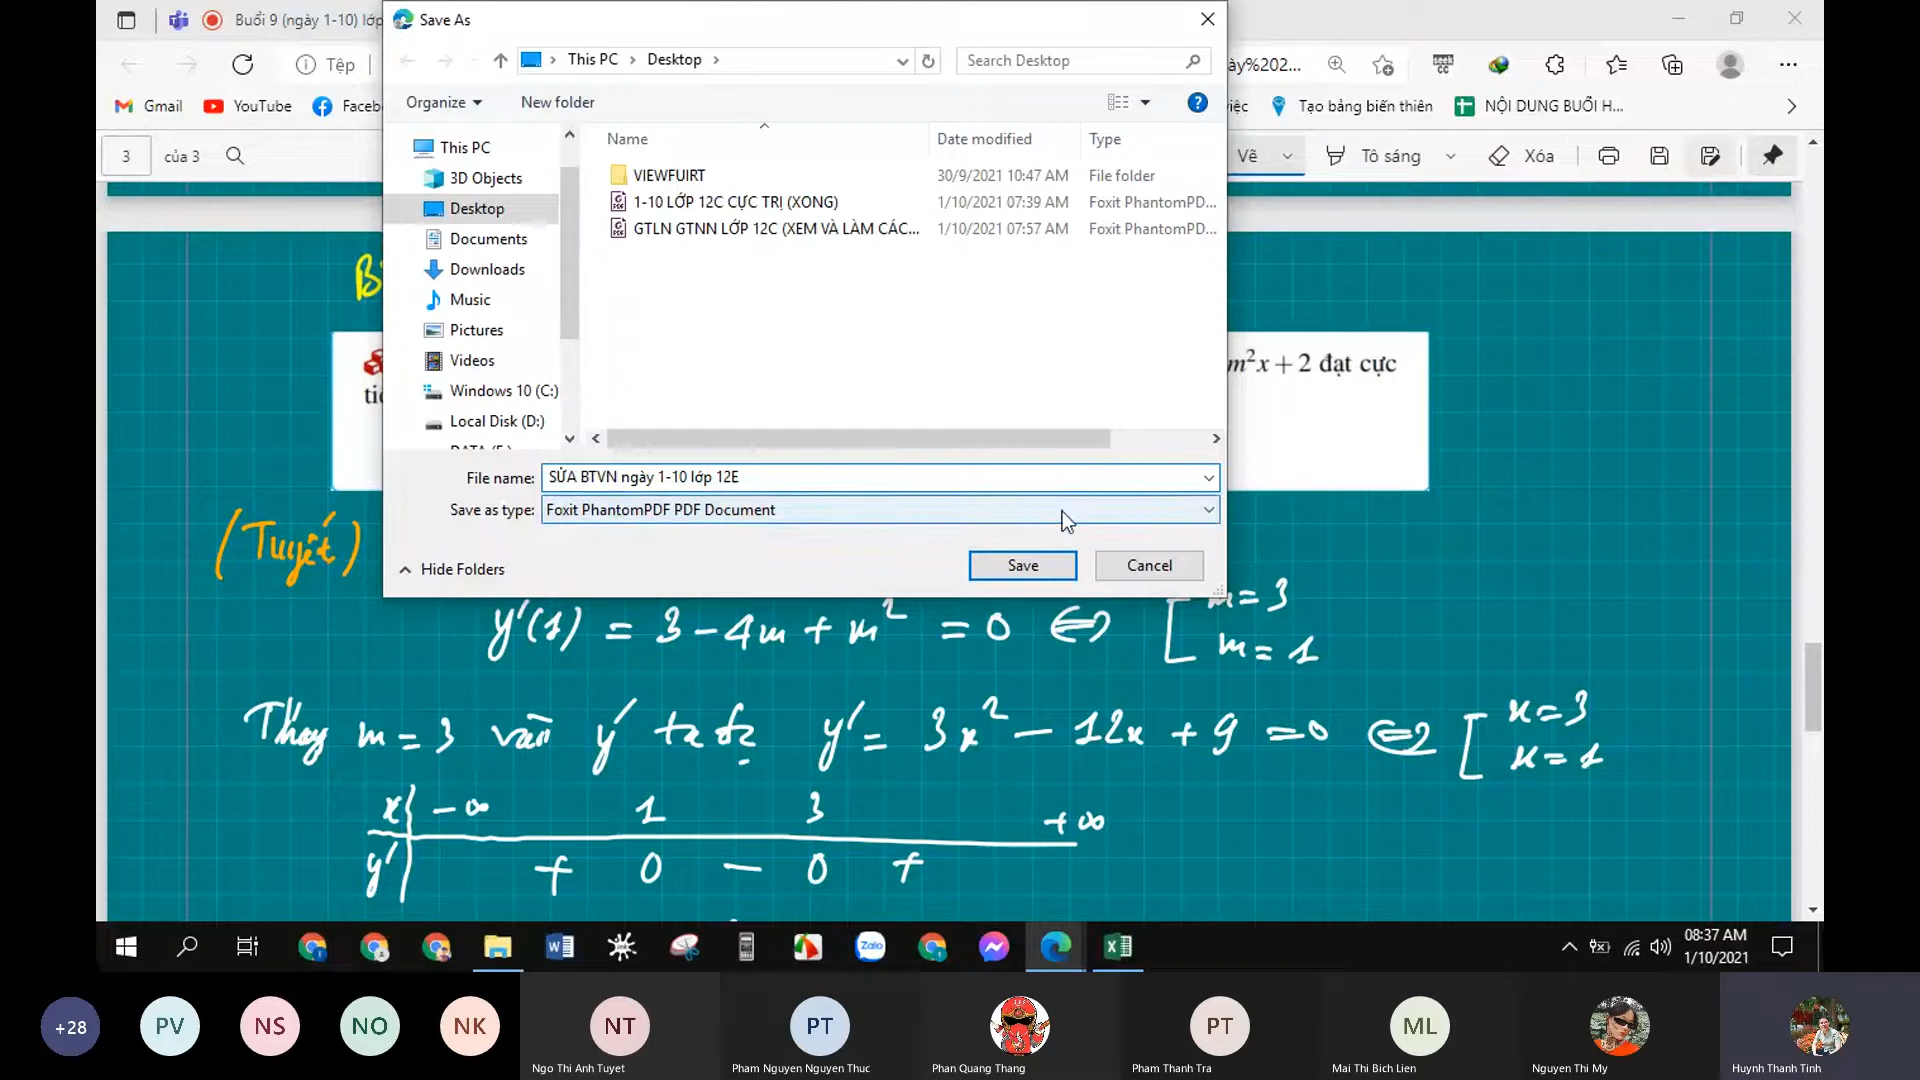 Buổi 9 (ngày 1-10) lớp
Save As
Tệp
This PC
Desktop
Search Desktop
ày%202...
Gmail
YouTube
Faceb
Organize
New folder
việc
Tạo bảng biến thiên
NỘI DUNG BUỔI H...
3
của 3
Vẽ
Tô sáng
Xóa
Name
Date modified
Type
This PC
3D Objects
Desktop
Documents
Downloads
Music
Pictures
Videos
Windows 10 (C:)
Local Disk (D:)
VIEWFUIRT 30/9/2021 10:47 AM File folder
1-10 LỚP 12C CỰC TRỊ (XONG) 1/10/2021 07:39 AM Foxit PhantomPD...
GTLN GTNN LỚP 12C (XEM VÀ LÀM CÁC... 1/10/2021 07:57 AM Foxit PhantomPD...
File name: SỬA BTVN ngày 1-10 lớp 12E
Save as type: Foxit PhantomPDF PDF Document
Hide Folders
Save
Cancel
m²x + 2 đạt cực
(Tuyết)
y'(1) = 3 - 4m + m² = 0 ⇔ [ m = 3
m = 1
Thay m = 3 vào y' ta đc y' = 3x² - 12x + 9 = 0 ⇔ [ x = 3
x = 1
x -∞ 1 3 +∞
y' + 0 - 0 +
Zalo
08:37 AM
1/10/2021
+28
PV
NS
NO
NK
NT
PT
PT
ML
Ngo Thi Anh Tuyet
Pham Nguyen Nguyen Thuc
Phan Quang Thang
Pham Thanh Tra
Mai Thi Bich Lien
Nguyen Thi My
Huynh Thanh Tinh